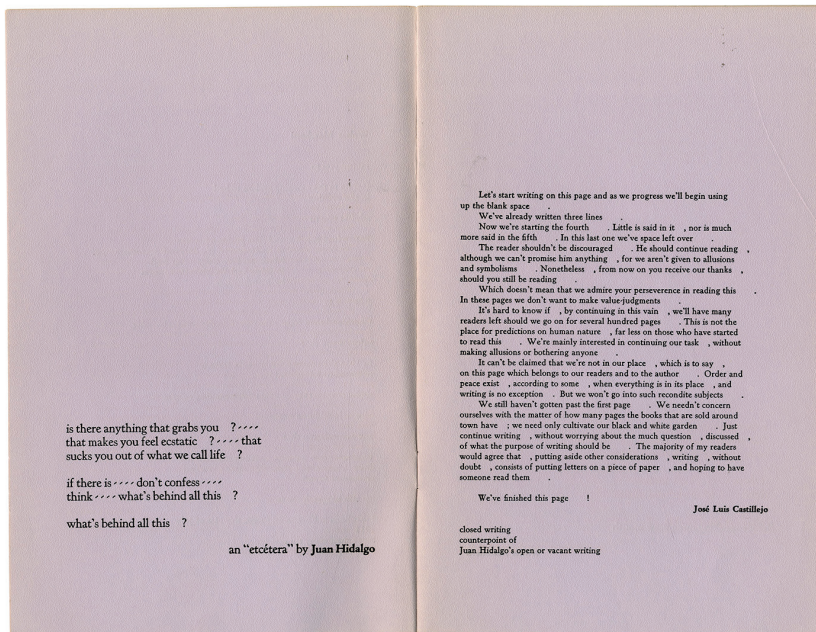 is there anything that grabs you ?----
that makes you feel ecstatic ?----that
sucks you out of what we call life ?
if there is----don't confess----
think----what's behind all this ?
what's behind all this ?
an "etcétera" by Juan Hidalgo
Let's start writing on this page and as we progress we'll begin using
up the blank space .
We've already written three lines .
Now we're starting the fourth . Little is said in it , nor is much
more said in the fifth . In this last one we've space left over .
The reader shouldn't be discouraged . He should continue reading ,
although we can't promise him anything , for we aren't given to allusions
and symbolisms . Nonetheless , from now on you receive our thanks ,
should you still be reading .
Which doesn't mean that we admire your perseverence in reading this .
In these pages we don't want to make value-judgments .
It's hard to know if , by continuing in this vain , we'll have many
readers left should we go on for several hundred pages . This is not the
place for predictions on human nature , far less on those who have started
to read this . We're mainly interested in continuing our task , without
making allusions or bothering anyone .
It can't be claimed that we're not in our place , which is to say ,
on this page which belongs to our readers and to the author . Order and
peace exist , according to some , when everything is in its place , and
writing is no exception . But we won't go into such recondite subjects .
We still haven't gotten past the first page . We needn't concern
ourselves with the matter of how many pages the books that are sold around
town have ; we need only cultivate our black and white garden . Just
continue writing , without worrying about the much question , discussed ,
of what the purpose of writing should be . The majority of my readers
would agree that , putting aside other considerations , writing , without
doubt , consists of putting letters on a piece of paper , and hoping to have
someone read them .
We've finished this page !
José Luis Castillejo
closed writing
counterpoint of
Juan Hidalgo's open or vacant writing